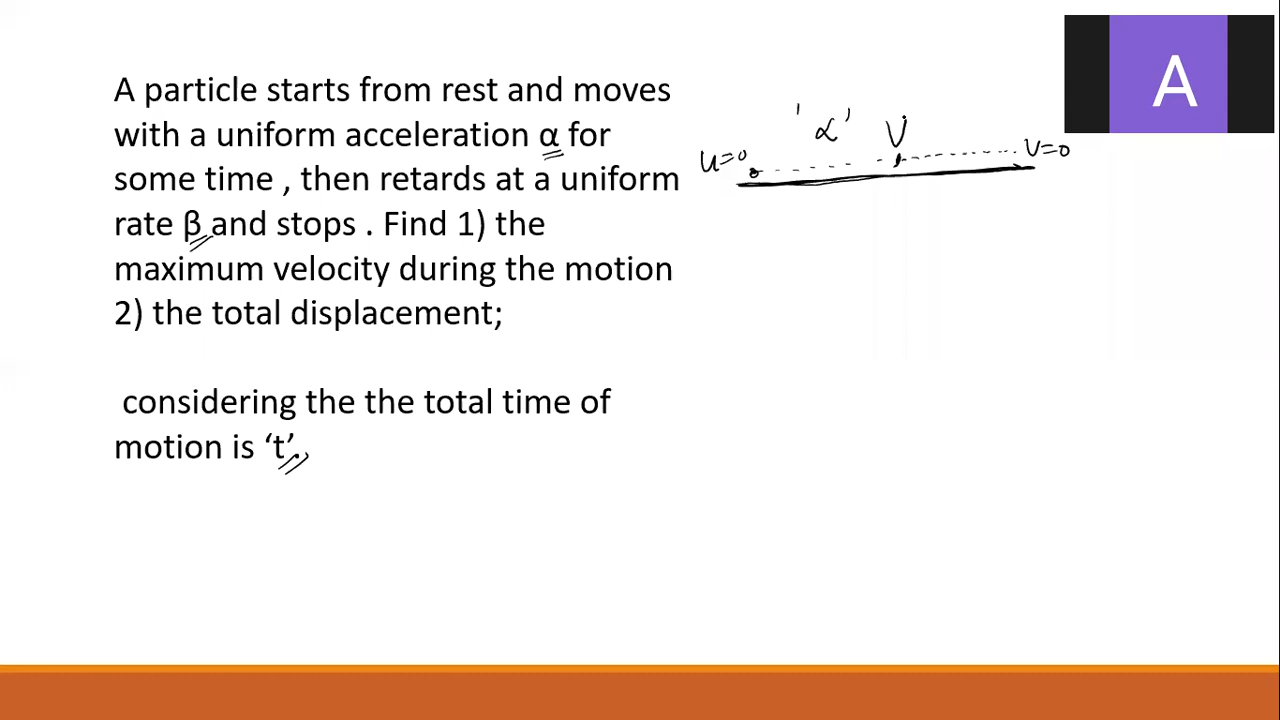 A particle starts from rest and moves
with a uniform acceleration α for
some time , then retards at a uniform
rate β and stops . Find 1) the
maximum velocity during the motion
2) the total displacement;
considering the the total time of
motion is ‘t’.
'α' V
u=0 v=0
A